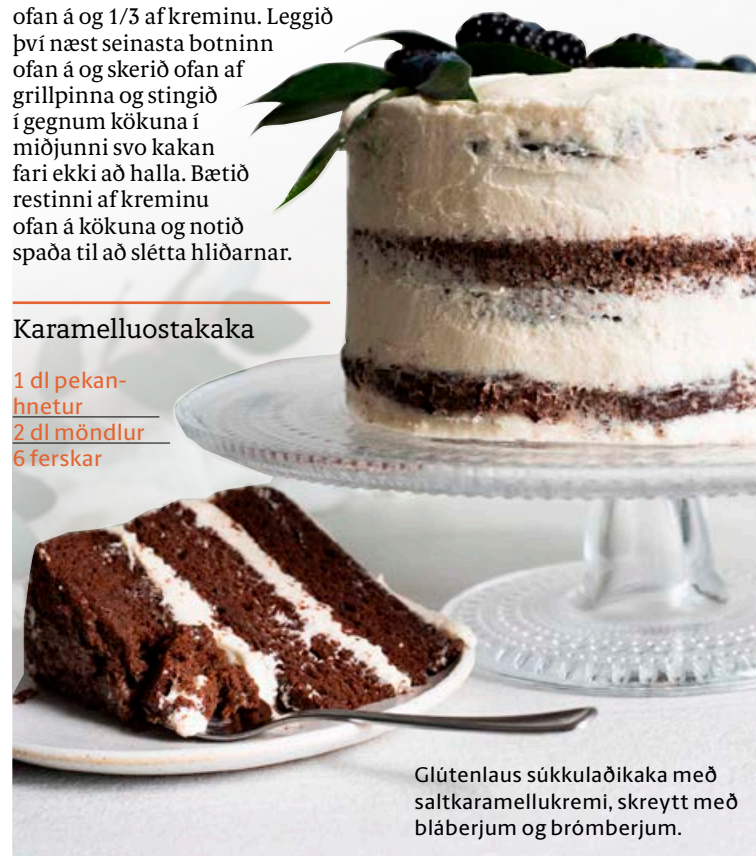 ofan á og 1/3 af kreminu. Leggið
því næst seinasta botninn
ofan á og skerið ofan af
grillpinna og stingið
í gegnum kökuna í
miðjunni svo kakan
fari ekki að halla. Bætið
restinni af kreminu
ofan á kökuna og notið
spaða til að slétta hliðarnar.
Karamelluostakaka
1 dl pekan-
hnetur
2 dl möndlur
6 ferskar
Glútenlaus súkkulaðikaka með
saltkaramellukremi, skreytt með
bláberjum og brómberjum.